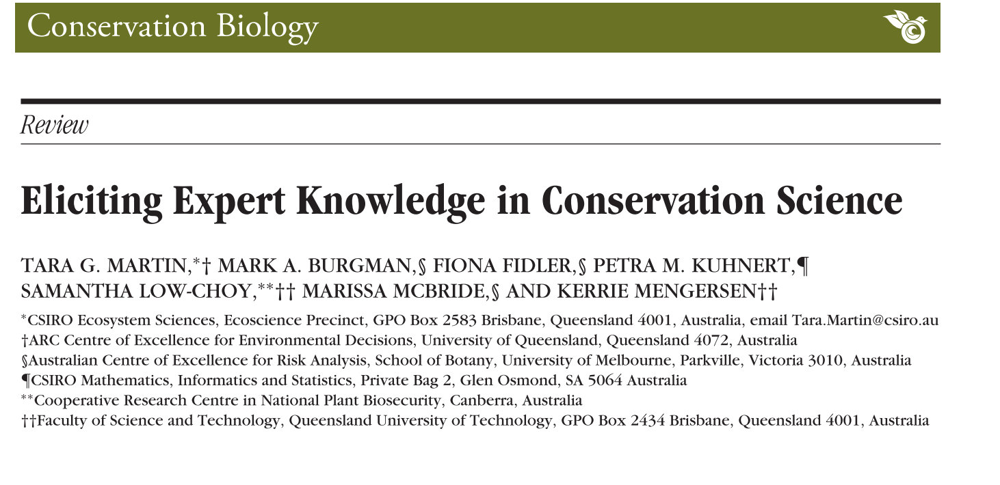 Conservation Biology
Review
Eliciting Expert Knowledge in Conservation Science
TARA G. MARTIN,*† MARK A. BURGMAN,§ FIONA FIDLER,§ PETRA M. KUHNERT,¶
SAMANTHA LOW-CHOY,**†† MARISSA MCBRIDE,§ AND KERRIE MENGERSEN††
*CSIRO Ecosystem Sciences, Ecoscience Precinct, GPO Box 2583 Brisbane, Queensland 4001, Australia, email Tara.Martin@csiro.au
†ARC Centre of Excellence for Environmental Decisions, University of Queensland, Queensland 4072, Australia
§Australian Centre of Excellence for Risk Analysis, School of Botany, University of Melbourne, Parkville, Victoria 3010, Australia
¶CSIRO Mathematics, Informatics and Statistics, Private Bag 2, Glen Osmond, SA 5064 Australia
**Cooperative Research Centre in National Plant Biosecurity, Canberra, Australia
††Faculty of Science and Technology, Queensland University of Technology, GPO Box 2434 Brisbane, Queensland 4001, Australia